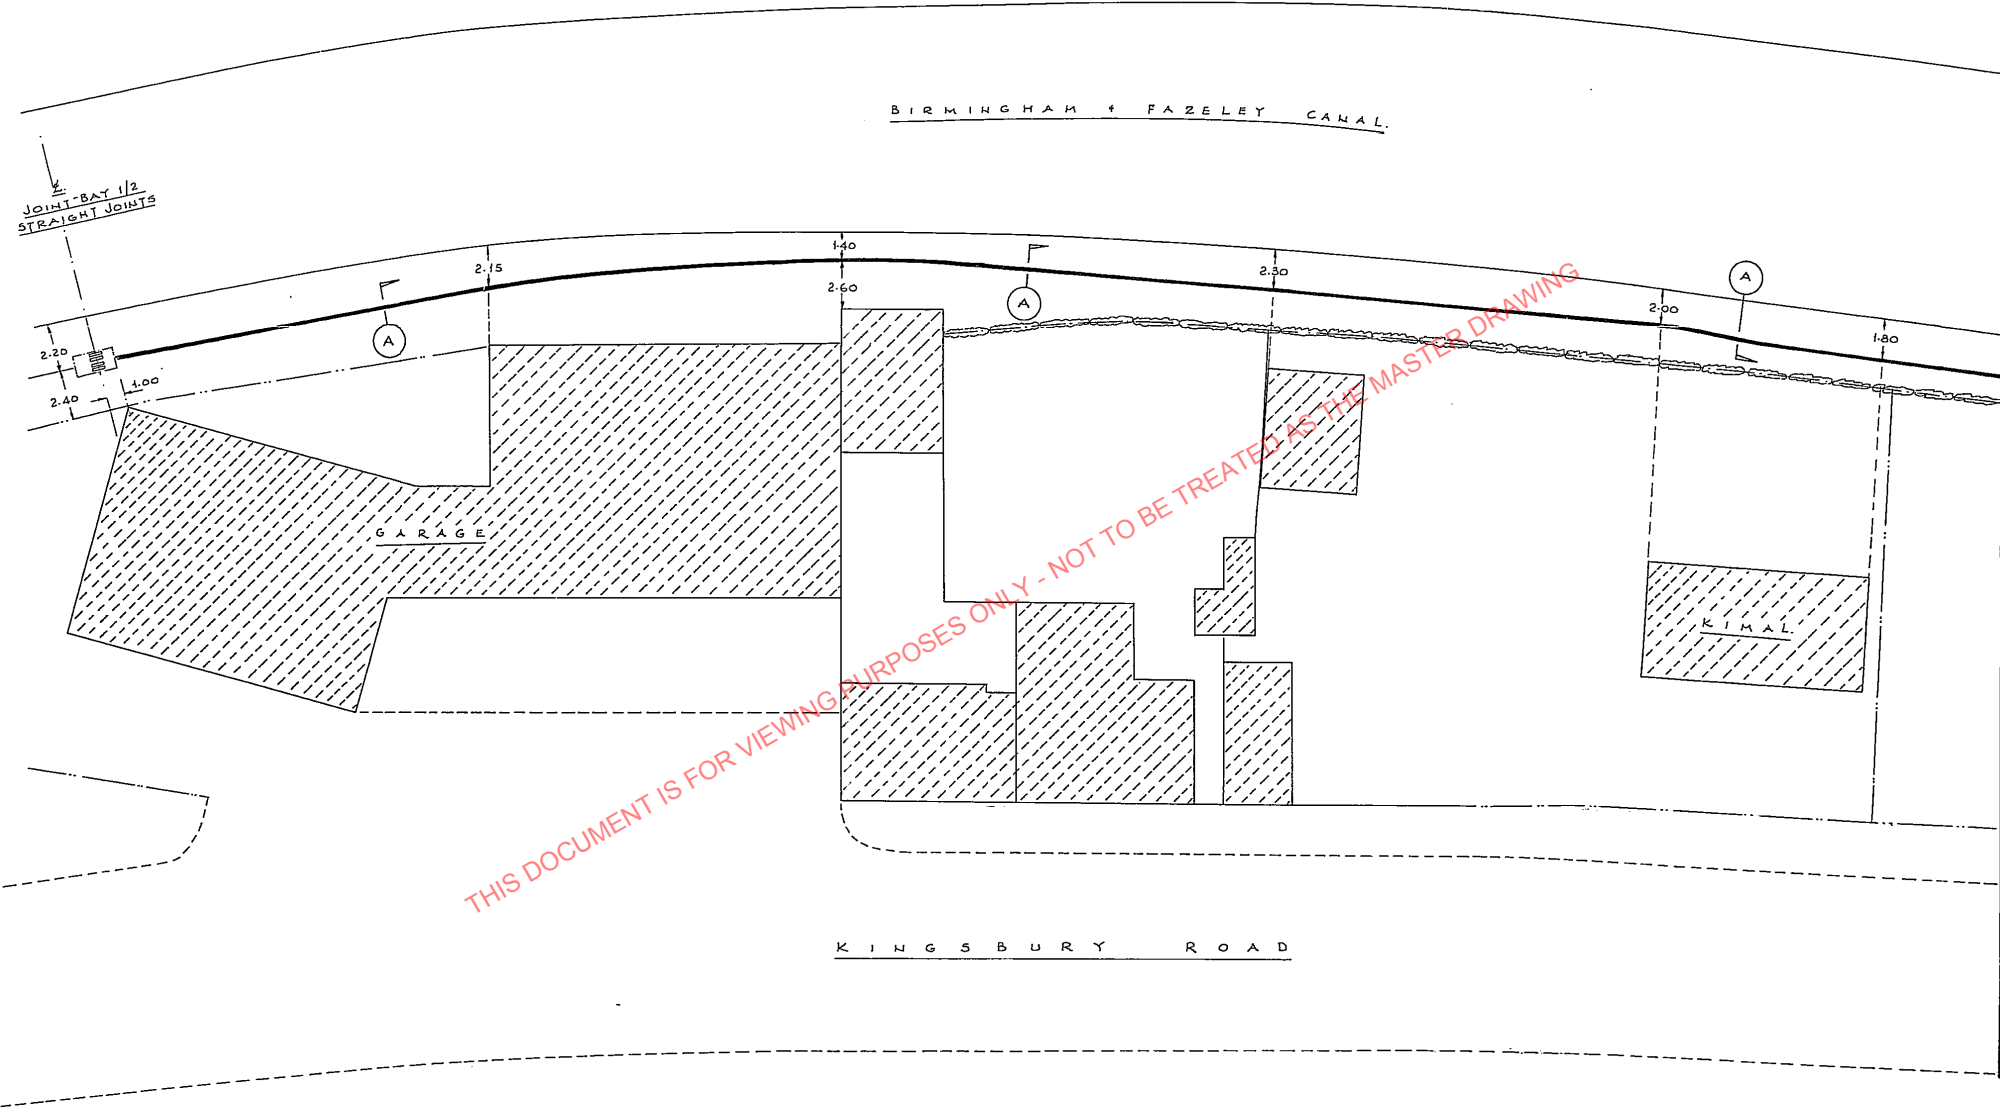 BIRMINGHAM & FAZELEY CANAL.
℄
JOINT-BAY 1/2
STRAIGHT JOINTS
2.20
2.40
1.00
2.15
1.40
2.60
2.30
2.00
1.80
A
A
A
GARAGE
KIMAL
KINGSBURY ROAD
THIS DOCUMENT IS FOR VIEWING PURPOSES ONLY - NOT TO BE TREATED AS THE MASTER DRAWING